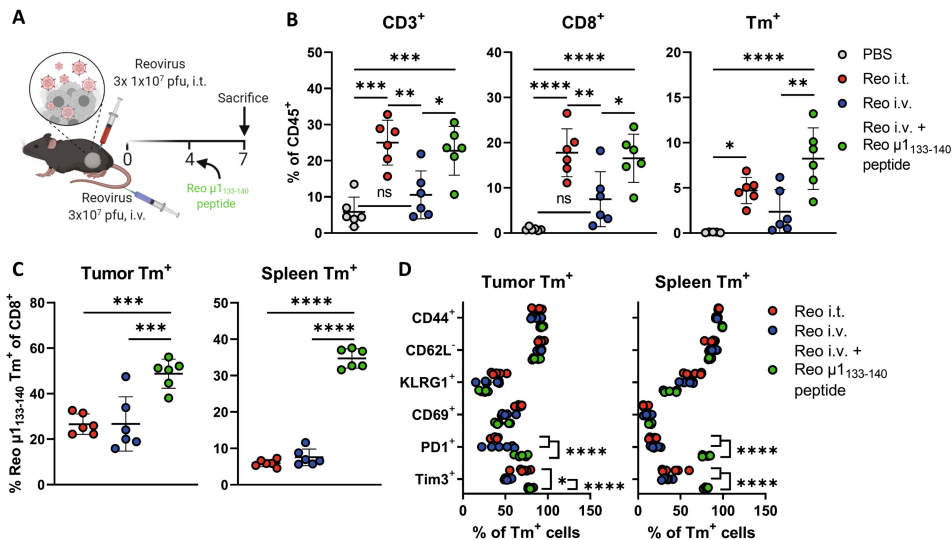 A
Reovirus
3x 1x10⁷ pfu, i.t.
Sacrifice
0 4 7
Reo µ1₁₃₃₋₁₄₀
peptide
Reovirus
3x10⁷ pfu, i.v.
B
CD3⁺ CD8⁺ Tm⁺
% of CD45⁺
50
40
30
20
10
0
***
***
**
*
ns
40
30
20
10
0
****
****
**
*
ns
20
15
10
5
0
****
**
*
PBS
Reo i.t.
Reo i.v.
Reo i.v. +
Reo µ1₁₃₃₋₁₄₀
peptide
C
Tumor Tm⁺ Spleen Tm⁺
% Reo µ1₁₃₃₋₁₄₀ Tm⁺ of CD8⁺
80
60
40
20
0
***
***
50
40
30
20
10
0
****
****
D
Tumor Tm⁺ Spleen Tm⁺
CD44⁺
CD62L⁻
KLRG1⁺
CD69⁺
PD1⁺
Tim3⁺
****
* ****
****
****
0 50 100 150 0 50 100 150
% of Tm⁺ cells % of Tm⁺ cells
Reo i.t.
Reo i.v.
Reo i.v. +
Reo µ1₁₃₃₋₁₄₀
peptide